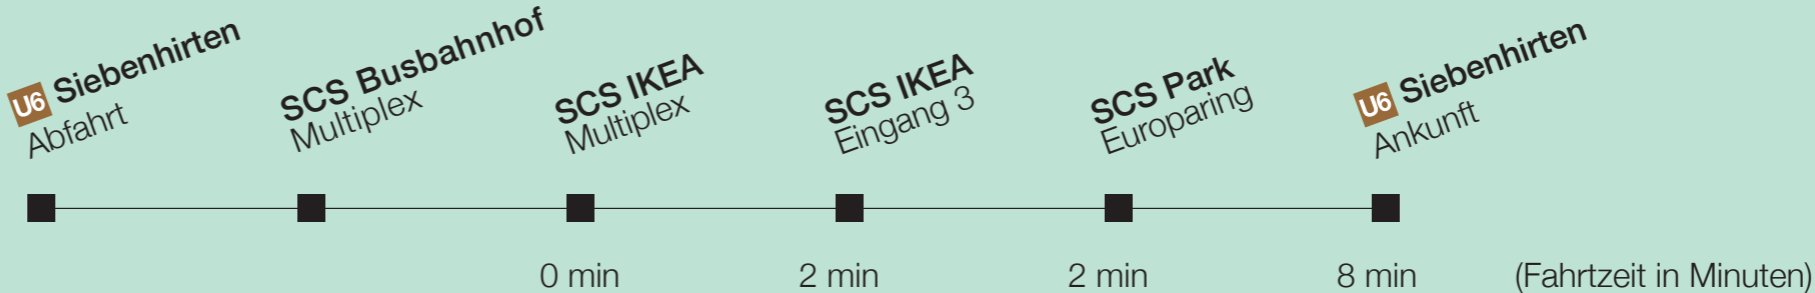 U6 Siebenhirten
Abfahrt
SCS Busbahnhof
Multiplex
SCS IKEA
Multiplex
SCS IKEA
Eingang 3
SCS Park
Europaring
U6 Siebenhirten
Ankunft
0 min 2 min 2 min 8 min (Fahrtzeit in Minuten)